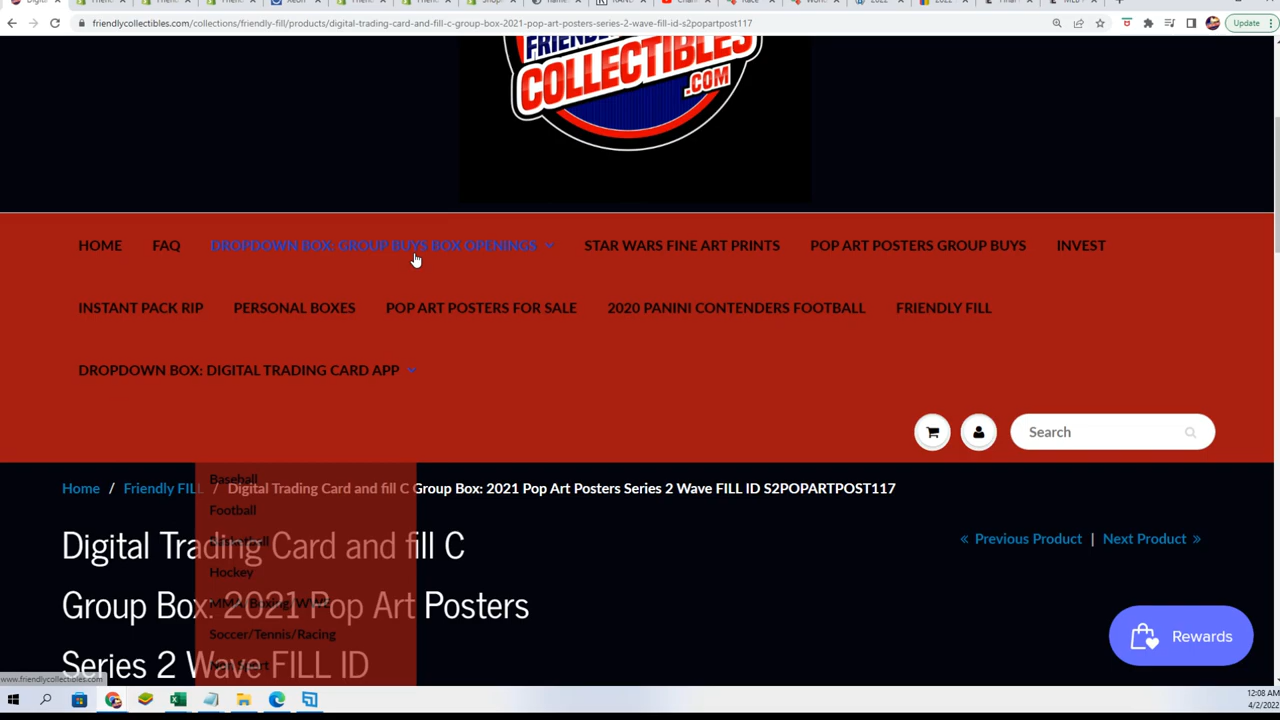 friendlycollectibles.com/collections/friendly-fill/products/digital-trading-card-and-fill-c-group-box-2021-pop-art-posters-series-2-wave-fill-id-s2popartpost117
Update
FRIENDLY
COLLECTIBLES
.COM
HOME FAQ DROPDOWN BOX: GROUP BUYS BOX OPENINGS STAR WARS FINE ART PRINTS POP ART POSTERS GROUP BUYS INVEST
INSTANT PACK RIP PERSONAL BOXES POP ART POSTERS FOR SALE 2020 PANINI CONTENDERS FOOTBALL FRIENDLY FILL
DROPDOWN BOX: DIGITAL TRADING CARD APP
Search
Baseball
Home / Friendly FILL / Digital Trading Card and fill C Group Box: 2021 Pop Art Posters Series 2 Wave FILL ID S2POPARTPOST117
Football
Basketball
Hockey
MMA/Boxing/WWE
Soccer/Tennis/Racing
Digital Trading Card and fill C
Group Box: 2021 Pop Art Posters
Series 2 Wave FILL ID
« Previous Product | Next Product »
Rewards
www.friendlycollectibles.com
12:08 AM
4/2/2022